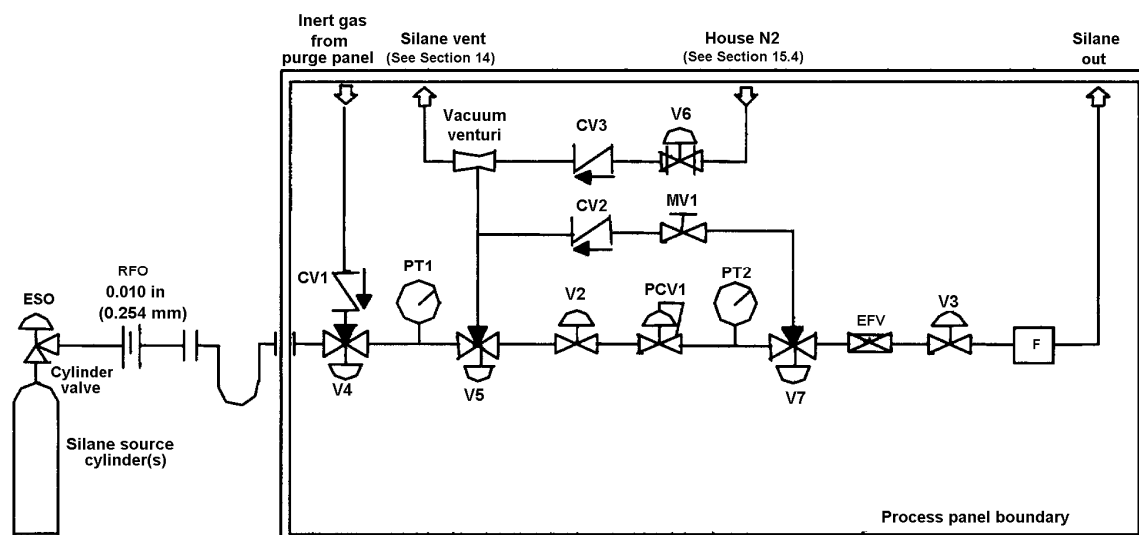 Inert gas
from
purge panel
Silane vent
(See Section 14)
House N2
(See Section 15.4)
Silane
out
Vacuum
venturi
CV3
V6
CV2
MV1
RFO
0.010 in
(0.254 mm)
ESO
CV1
PT1
V2
PCV1
PT2
EFV
V3
F
Cylinder
valve
V4
V5
V7
Silane source
cylinder(s)
Process panel boundary